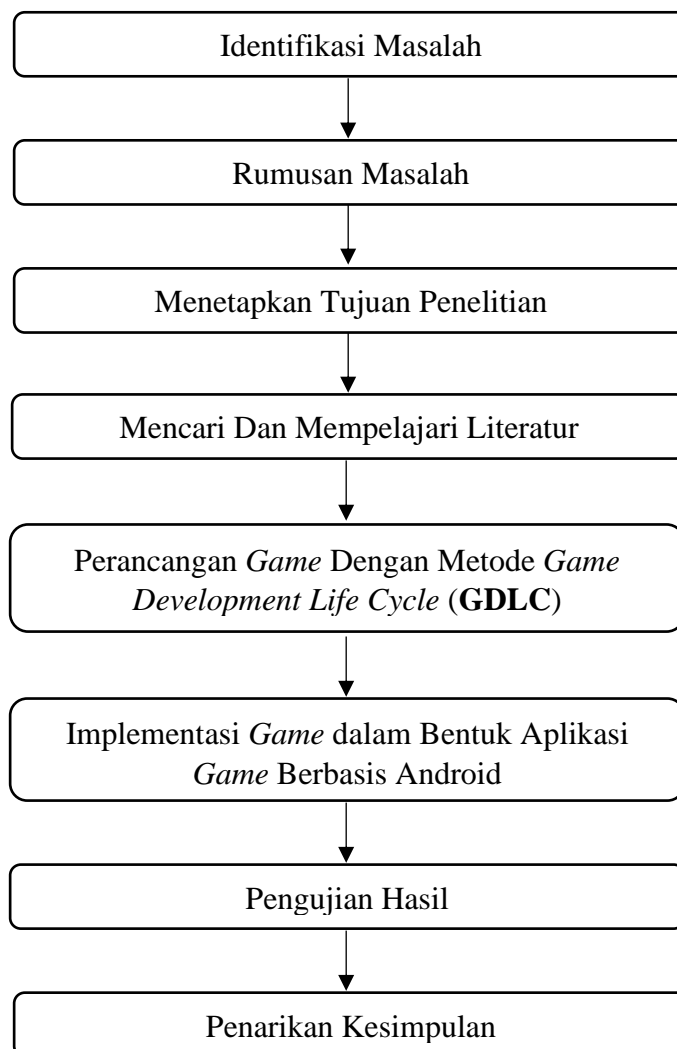 Identifikasi Masalah
Rumusan Masalah
Menetapkan Tujuan Penelitian
Mencari Dan Mempelajari Literatur
Perancangan Game Dengan Metode Game
Development Life Cycle (GDLC)
Implementasi Game dalam Bentuk Aplikasi
Game Berbasis Android
Pengujian Hasil
Penarikan Kesimpulan